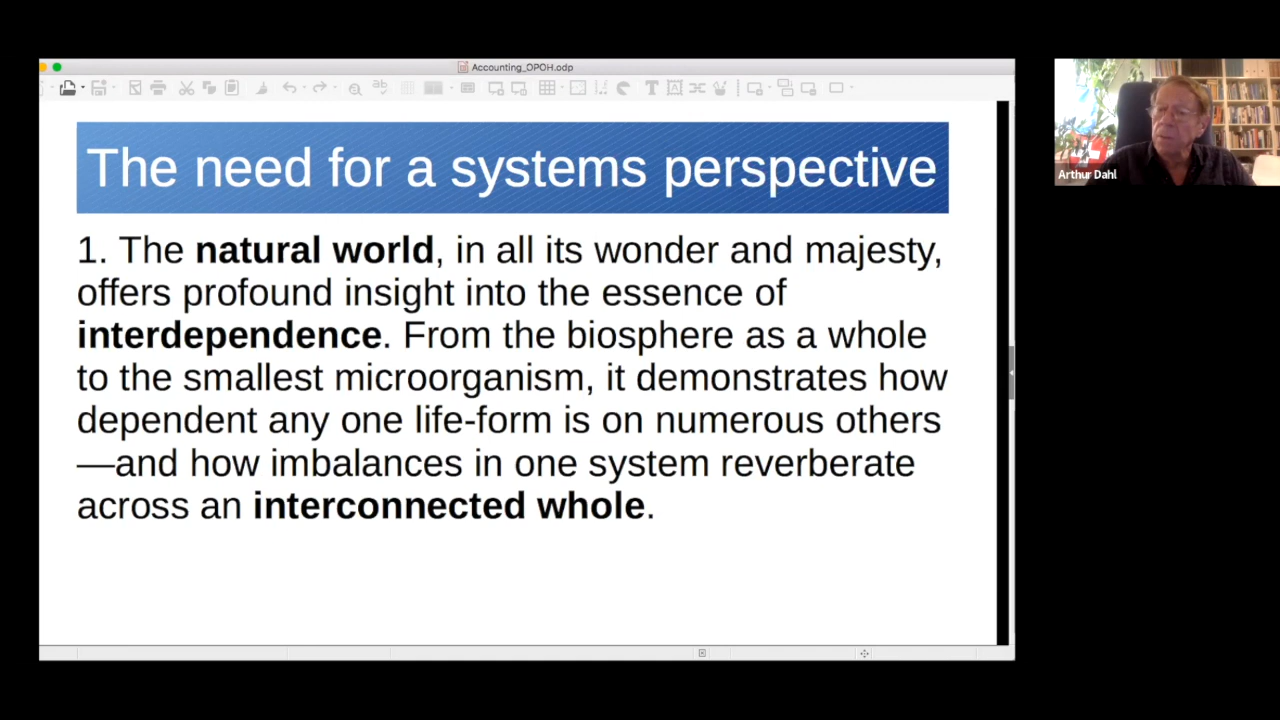 Accounting_OPOH.odp
The need for a systems perspective
1. The natural world, in all its wonder and majesty,
offers profound insight into the essence of
interdependence. From the biosphere as a whole
to the smallest microorganism, it demonstrates how
dependent any one life-form is on numerous others
—and how imbalances in one system reverberate
across an interconnected whole.
Arthur Dahl